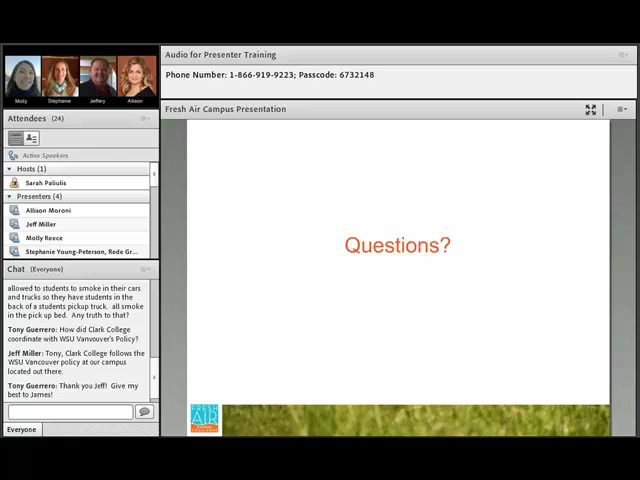 Molly
Stephanie
Jeffery
Allison
Audio for Presenter Training
Phone Number: 1-866-919-9223; Passcode: 6732148
Attendees (24)
Active Speakers
Hosts (1)
Sarah Paliulis
Presenters (4)
Allison Moroni
Jeff Miller
Molly Reece
Stephanie Young-Peterson, Rede Gr...
Chat (Everyone)
allowed to students to smoke in their cars
and trucks so they have students in the
back of a students pickup truck. all smoke
in the pick up bed. Any truth to that?
Tony Guerrero: How did Clark College
coordinate with WSU Vanvouver's Policy?
Jeff Miller: Tony, Clark College follows the
WSU Vancouver policy at our campus
located out there.
Tony Guerrero: Thank you Jeff! Give my
best to James!
Everyone
Fresh Air Campus Presentation
Questions?
FRESH
AIR